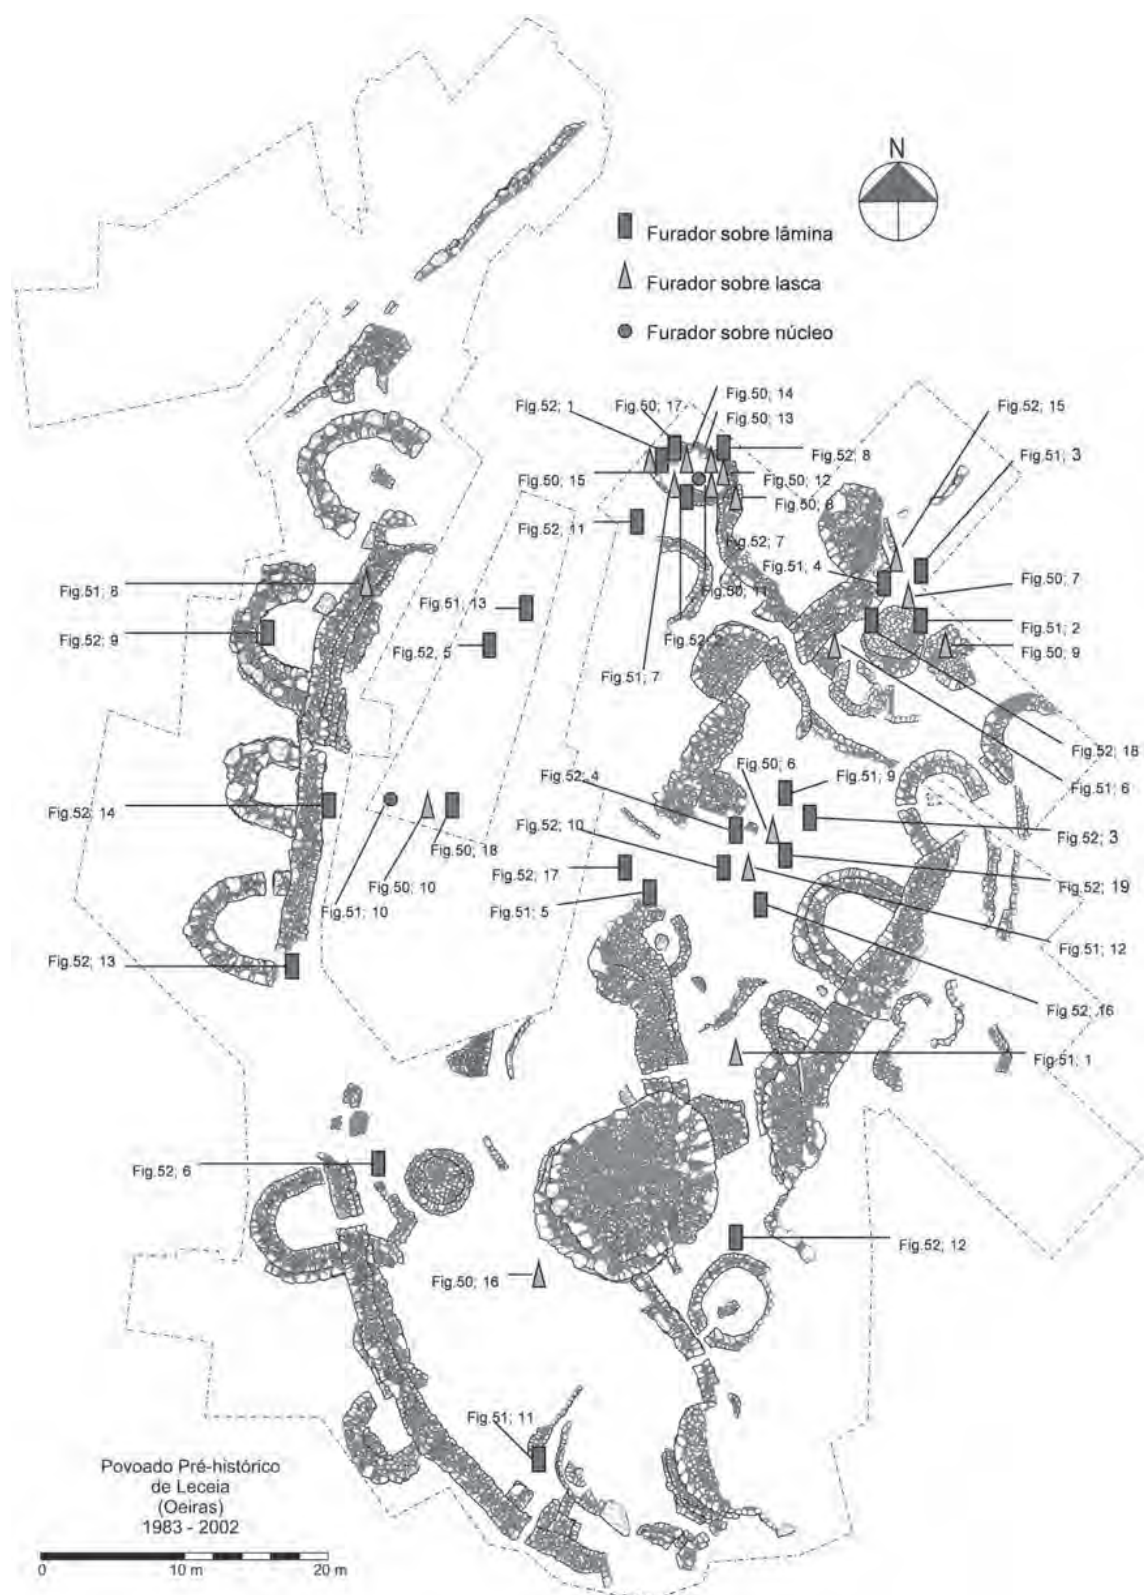 N
Furador sobre lâmina
Furador sobre lasca
Furador sobre núcleo
Fig.50; 14
Fig.52; 1
Fig.50; 17
Fig.50; 13
Fig.52; 15
Fig.51; 3
Fig.52; 8
Fig.50; 15
Fig.50; 12
Fig.50; 8
Fig.52; 11
Fig.52; 7
Fig.51; 4
Fig.50; 7
Fig.51; 8
Fig.51; 13
Fig.50; 11
Fig.51; 2
Fig.52; 9
Fig.52; 5
Fig.52; 2
Fig.50; 9
Fig.51; 7
Fig.52; 18
Fig.50; 6
Fig.51; 9
Fig.51; 6
Fig.52; 4
Fig.52; 14
Fig.52; 10
Fig.52; 3
Fig.50; 18
Fig.52; 17
Fig.52; 19
Fig.50; 10
Fig.51; 10
Fig.51; 5
Fig.51; 12
Fig.52; 13
Fig.52; 16
Fig.51; 1
Fig.52; 6
Fig.52; 12
Fig.50; 16
Fig.51; 11
Povoado Pré-histórico
de Leceia
(Oeiras)
1983 - 2002
0 10 m 20 m